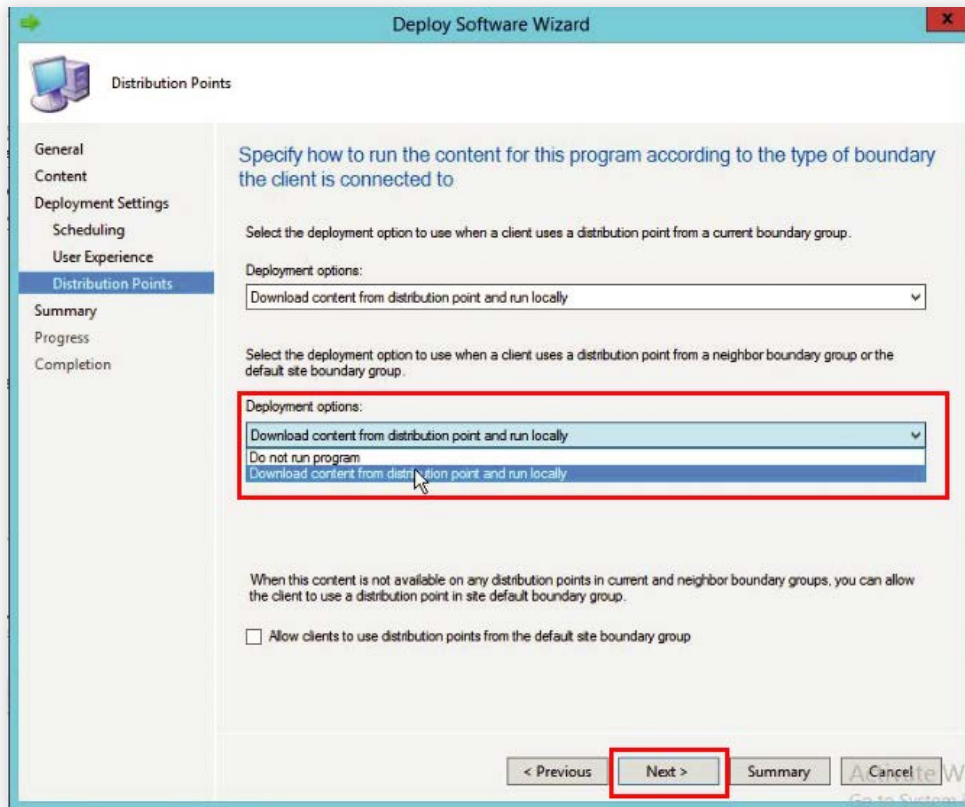 Deploy Software Wizard
x
Distribution Points
General
Content
Deployment Settings
Scheduling
User Experience
Distribution Points
Summary
Progress
Completion
Specify how to run the content for this program according to the type of boundary
the client is connected to
Select the deployment option to use when a client uses a distribution point from a current boundary group.
Deployment options:
Download content from distribution point and run locally
Select the deployment option to use when a client uses a distribution point from a neighbor boundary group or the
default site boundary group.
Deployment options:
Download content from distribution point and run locally
Do not run program
Download content from distribution point and run locally
When this content is not available on any distribution points in current and neighbor boundary groups, you can allow
the client to use a distribution point in site default boundary group.
Allow clients to use distribution points from the default site boundary group
< Previous
Next >
Summary
Cancel
Activate W
Go to System